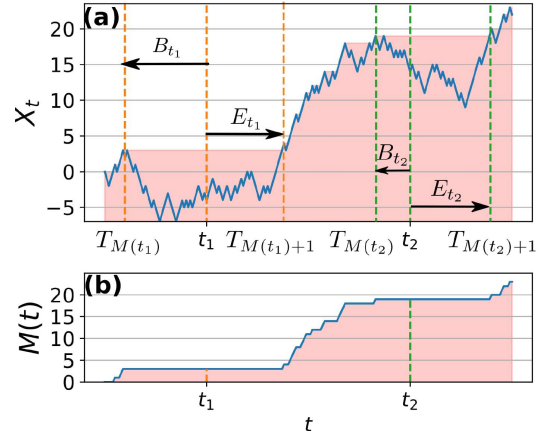 (a)
B_{t_1}
E_{t_1}
B_{t_2}
E_{t_2}
X_t
20
15
10
5
0
−5
T_{M(t_1)} t_1 T_{M(t_1)+1} T_{M(t_2)} t_2 T_{M(t_2)+1}
(b)
M(t)
20
15
10
5
0
t_1 t_2
t